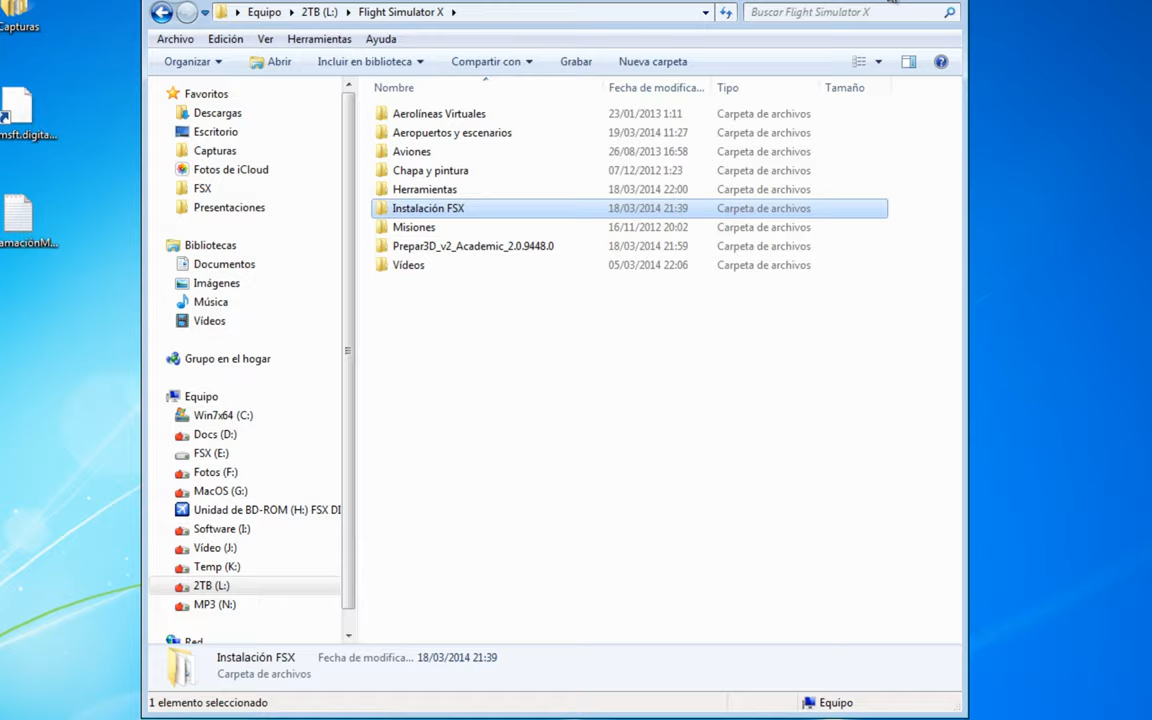 Capturas
msft.digita...
amaciónM...
Equipo
2TB (L:)
Flight Simulator X
Buscar Flight Simulator X
Archivo Edición Ver Herramientas Ayuda
Organizar Abrir Incluir en biblioteca Compartir con Grabar Nueva carpeta
Favoritos
Descargas
Escritorio
Capturas
Fotos de iCloud
FSX
Presentaciones
Bibliotecas
Documentos
Imágenes
Música
Vídeos
Grupo en el hogar
Equipo
Win7x64 (C:)
Docs (D:)
FSX (E:)
Fotos (F:)
MacOS (G:)
Unidad de BD-ROM (H:) FSX DI
Software (I:)
Vídeo (J:)
Temp (K:)
2TB (L:)
MP3 (N:)
Red
Nombre Fecha de modifica... Tipo Tamaño
Aerolíneas Virtuales 23/01/2013 1:11 Carpeta de archivos
Aeropuertos y escenarios 19/03/2014 11:27 Carpeta de archivos
Aviones 26/08/2013 16:58 Carpeta de archivos
Chapa y pintura 07/12/2012 1:23 Carpeta de archivos
Herramientas 18/03/2014 22:00 Carpeta de archivos
Instalación FSX 18/03/2014 21:39 Carpeta de archivos
Misiones 16/11/2012 20:02 Carpeta de archivos
Prepar3D_v2_Academic_2.0.9448.0 18/03/2014 21:59 Carpeta de archivos
Vídeos 05/03/2014 22:06 Carpeta de archivos
Instalación FSX Fecha de modifica... 18/03/2014 21:39
Carpeta de archivos
1 elemento seleccionado
Equipo